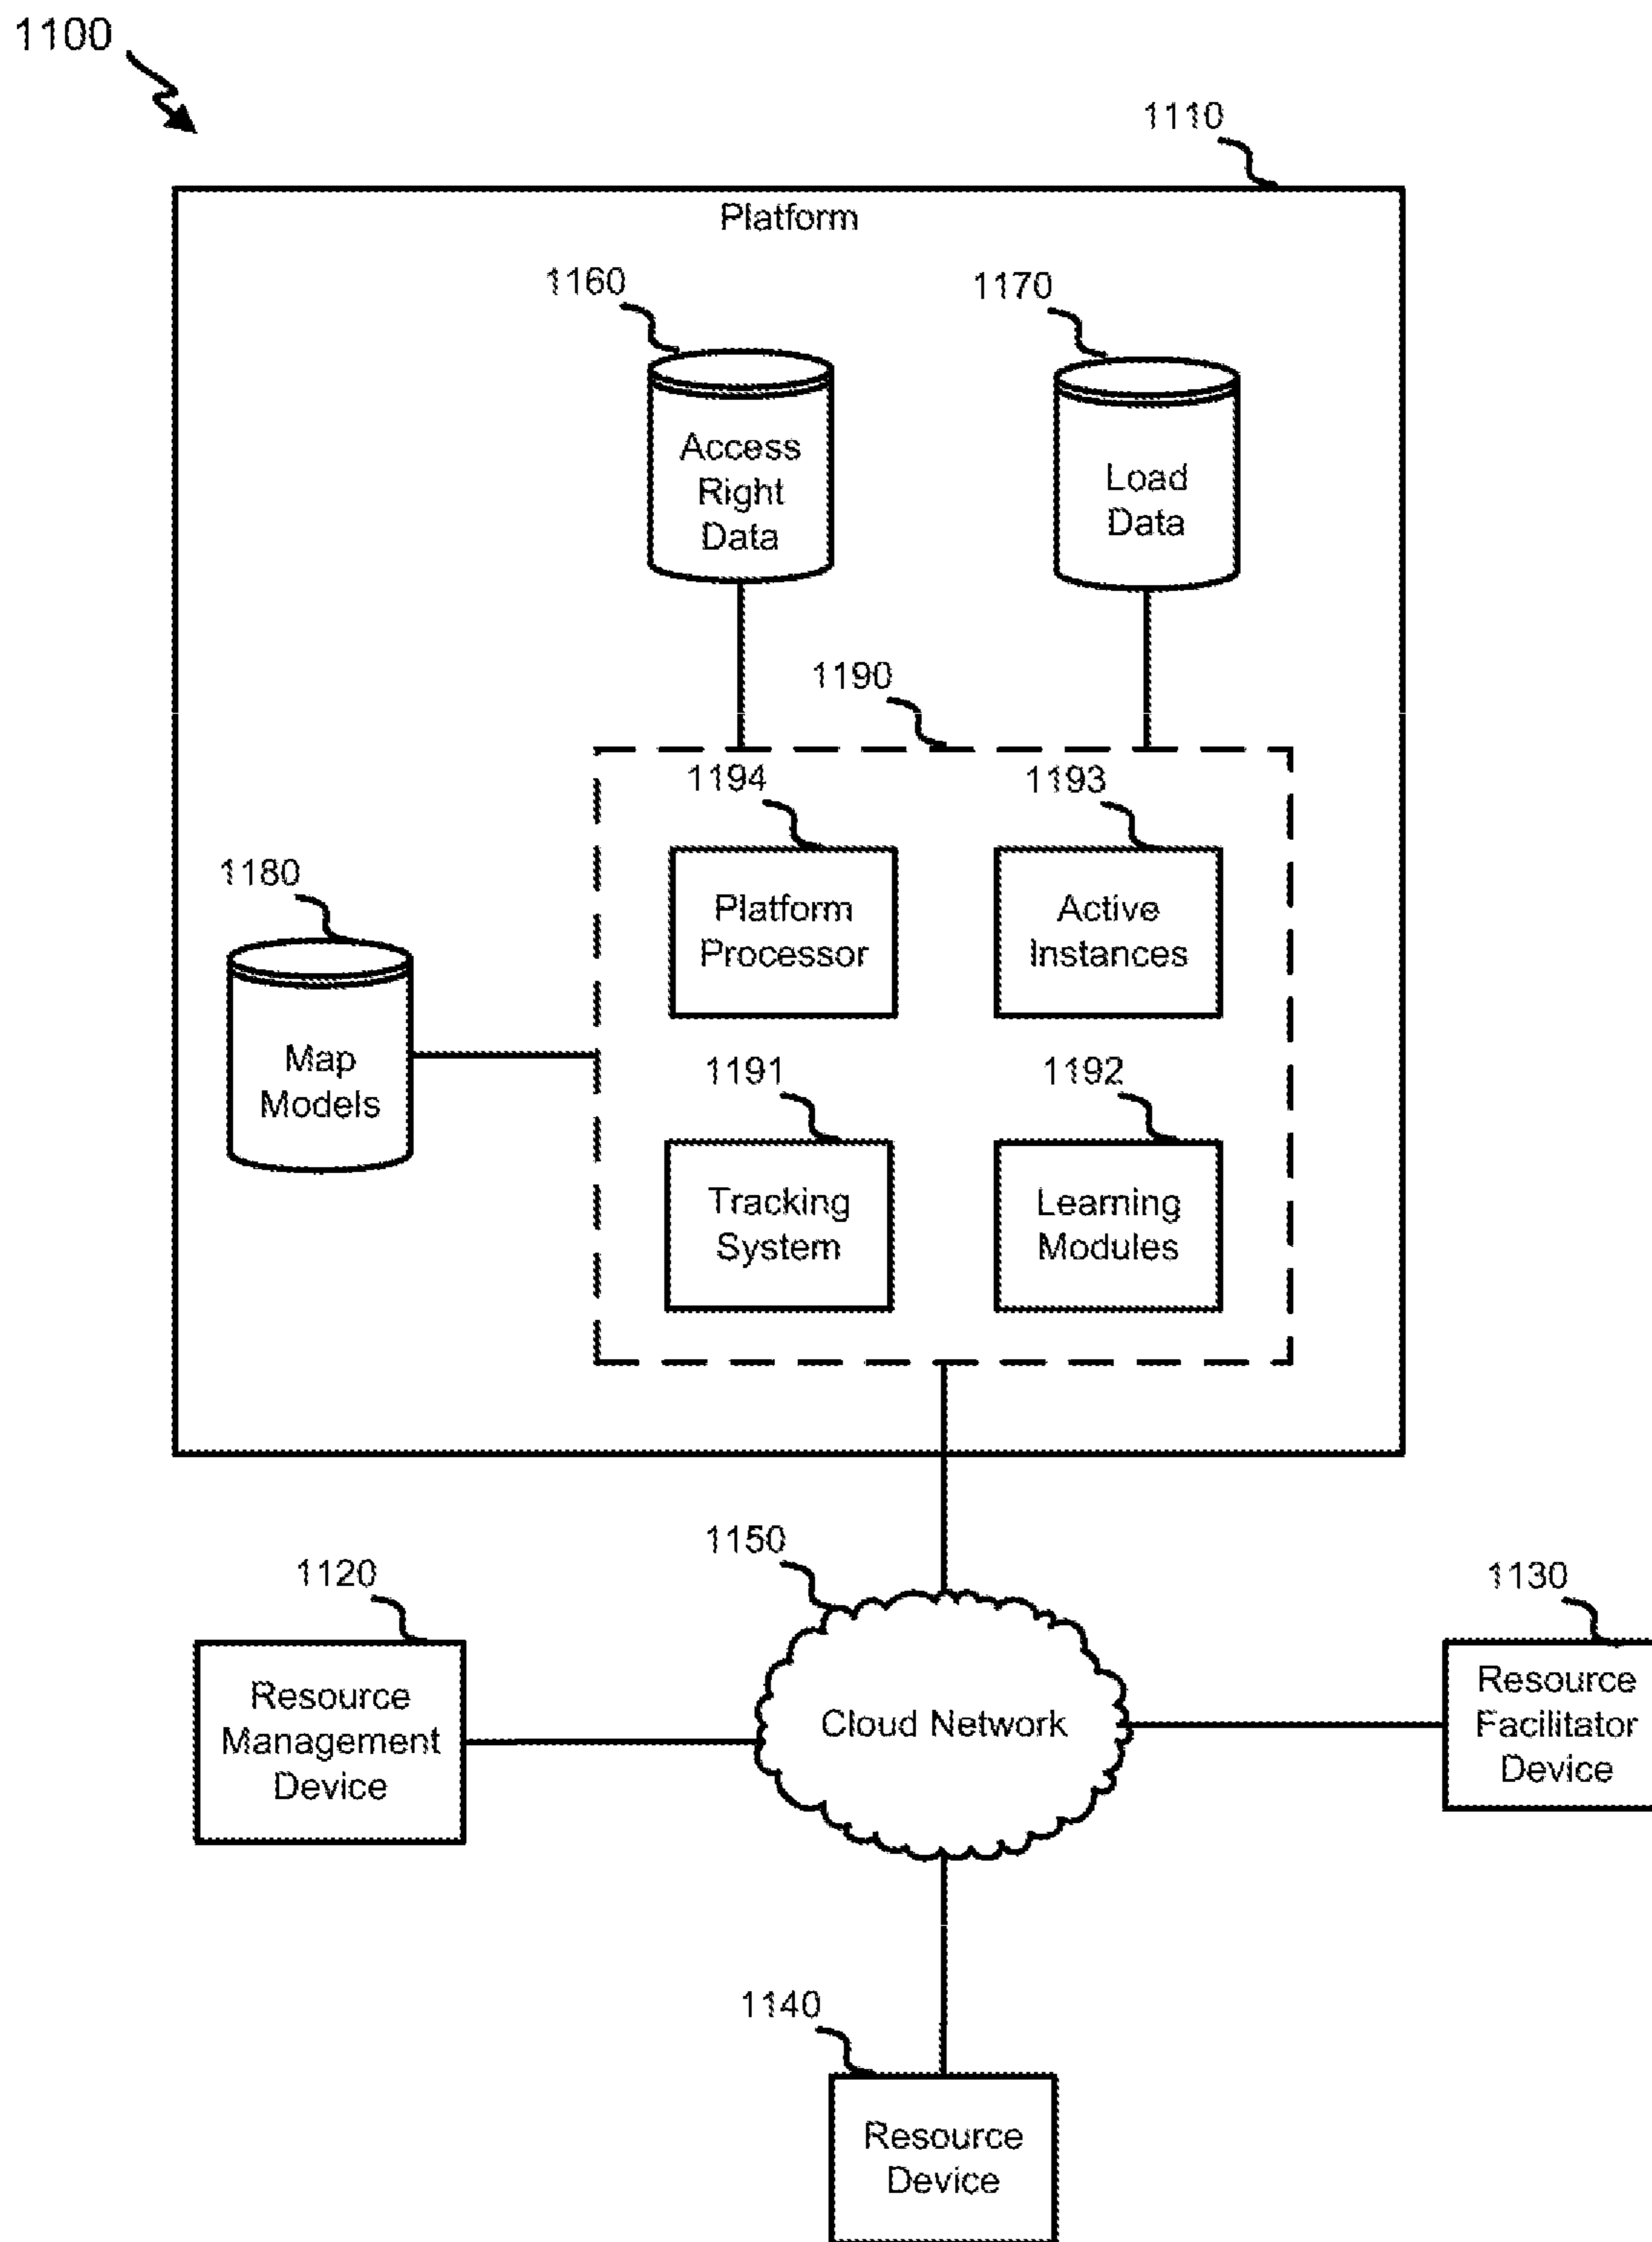 1100
1110
Platform
1160
1170
Access
Right
Data
Load
Data
1190
1194
1193
1180
Platform
Processor
Active
Instances
Map
Models
1191
1192
Tracking
System
Learning
Modules
1150
1120
1130
Resource
Management
Device
Cloud Network
Resource
Facilitator
Device
1140
Resource
Device